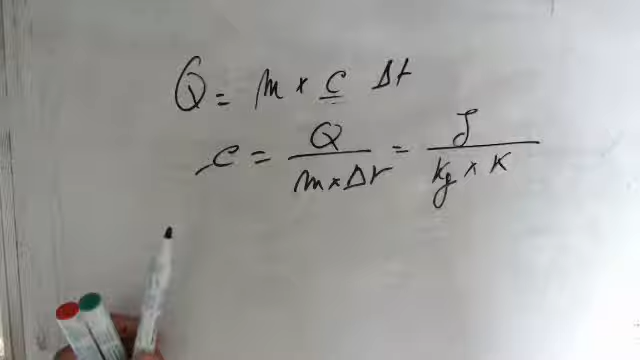 Q = m × c Δt
c = Q / m × Δt = J / kg × K